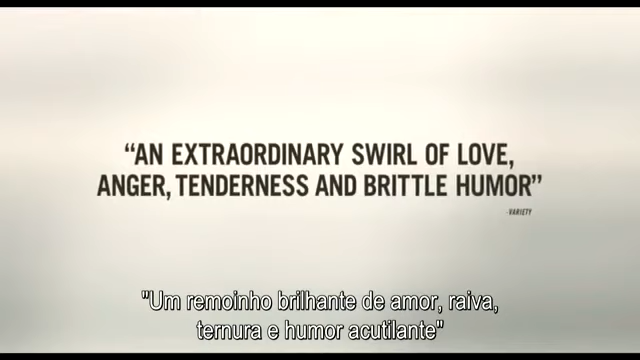 “AN EXTRAORDINARY SWIRL OF LOVE,
ANGER, TENDERNESS AND BRITTLE HUMOR”
-VARIETY
"Um remoinho brilhante de amor, raiva,
ternura e humor acutilante"